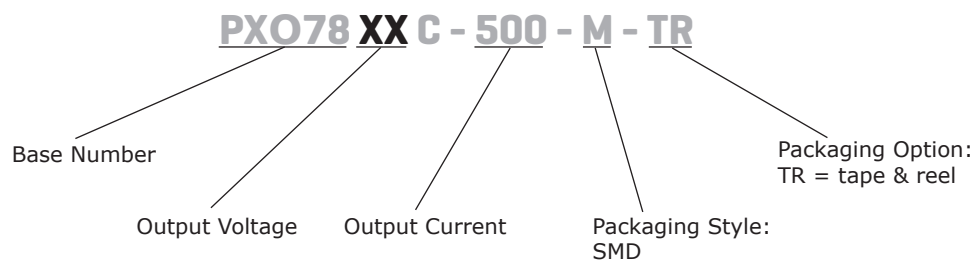 PXO78 XX C - 500 - M - TR
Base Number
Packaging Option:
TR = tape & reel
Output Voltage
Output Current
Packaging Style:
SMD